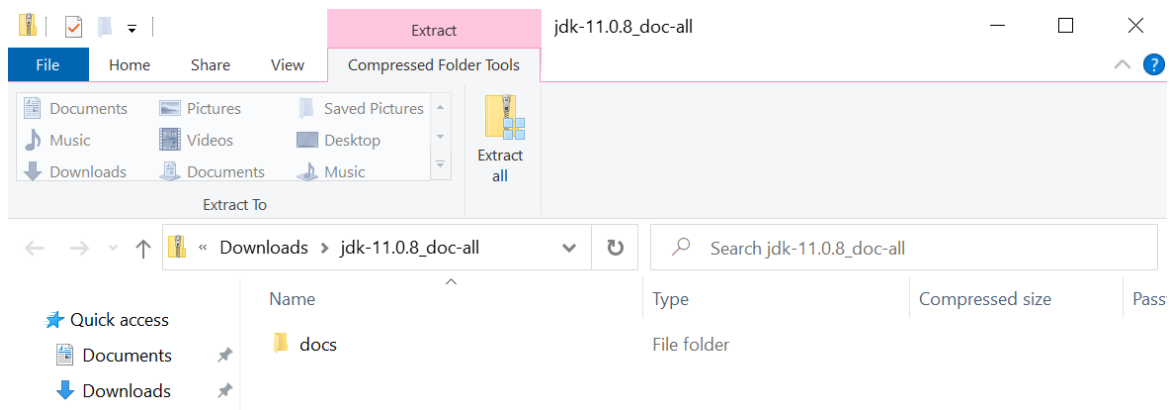 Extract
jdk-11.0.8_doc-all
File Home Share View Compressed Folder Tools
?
Documents Pictures Saved Pictures
Music Videos Desktop
Downloads Documents Music
Extract To
Extract
all
« Downloads > jdk-11.0.8_doc-all
Search jdk-11.0.8_doc-all
Name Type Compressed size Pass
Quick access
docs File folder
Documents
Downloads